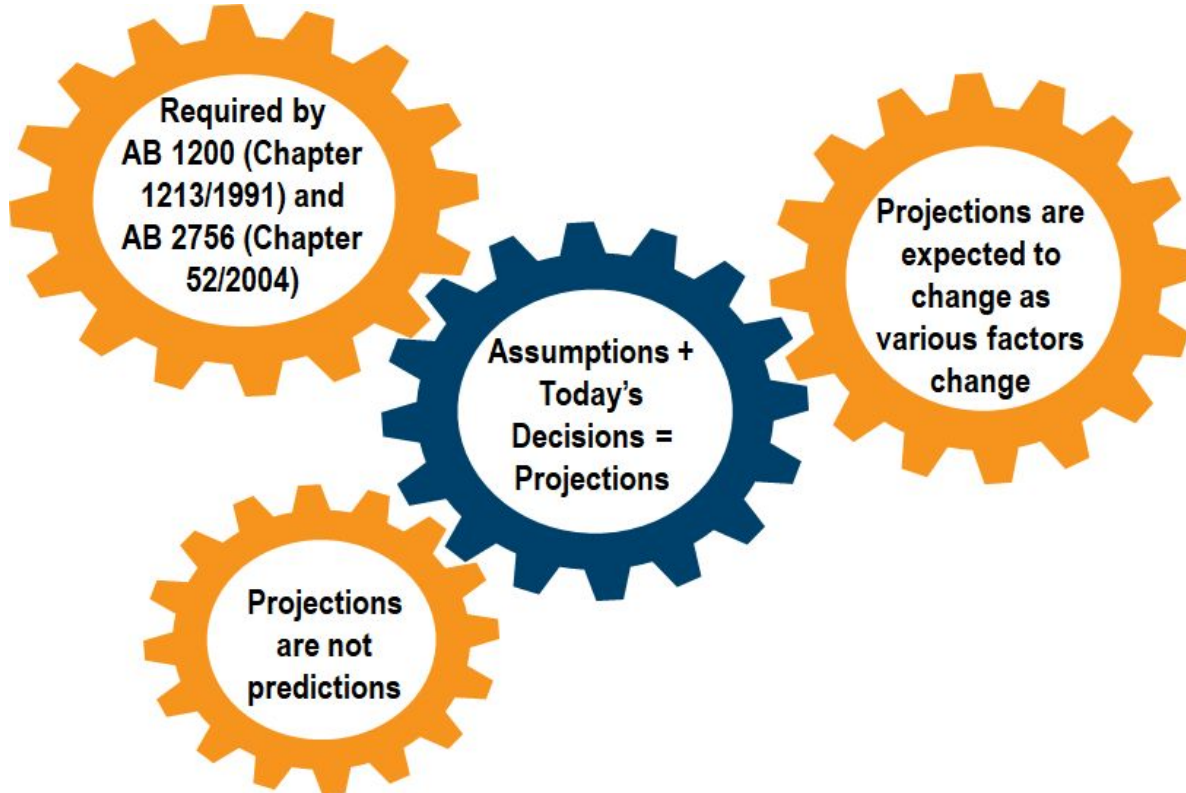 Required by
AB 1200 (Chapter
1213/1991) and
AB 2756 (Chapter
52/2004)
Projections are
expected to
change as
various factors
change
Assumptions +
Today’s
Decisions =
Projections
Projections
are not
predictions